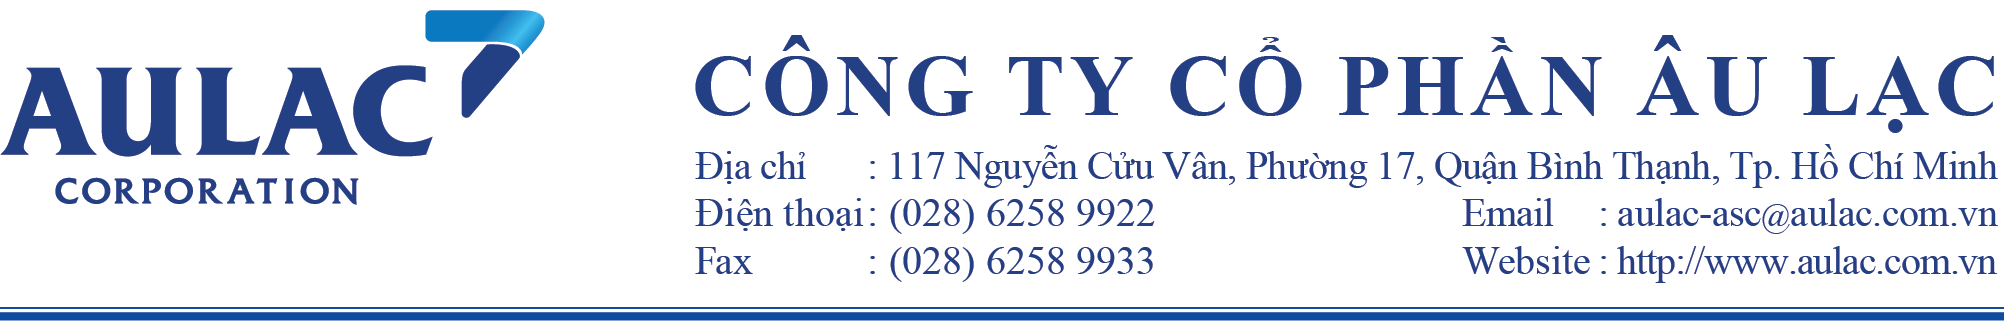 AULAC
CORPORATION
CÔNG TY CỔ PHẦN ÂU LẠC
Địa chỉ : 117 Nguyễn Cửu Vân, Phường 17, Quận Bình Thạnh, Tp. Hồ Chí Minh
Điện thoại : (028) 6258 9922 Email : aulac-asc@aulac.com.vn
Fax : (028) 6258 9933 Website : http://www.aulac.com.vn